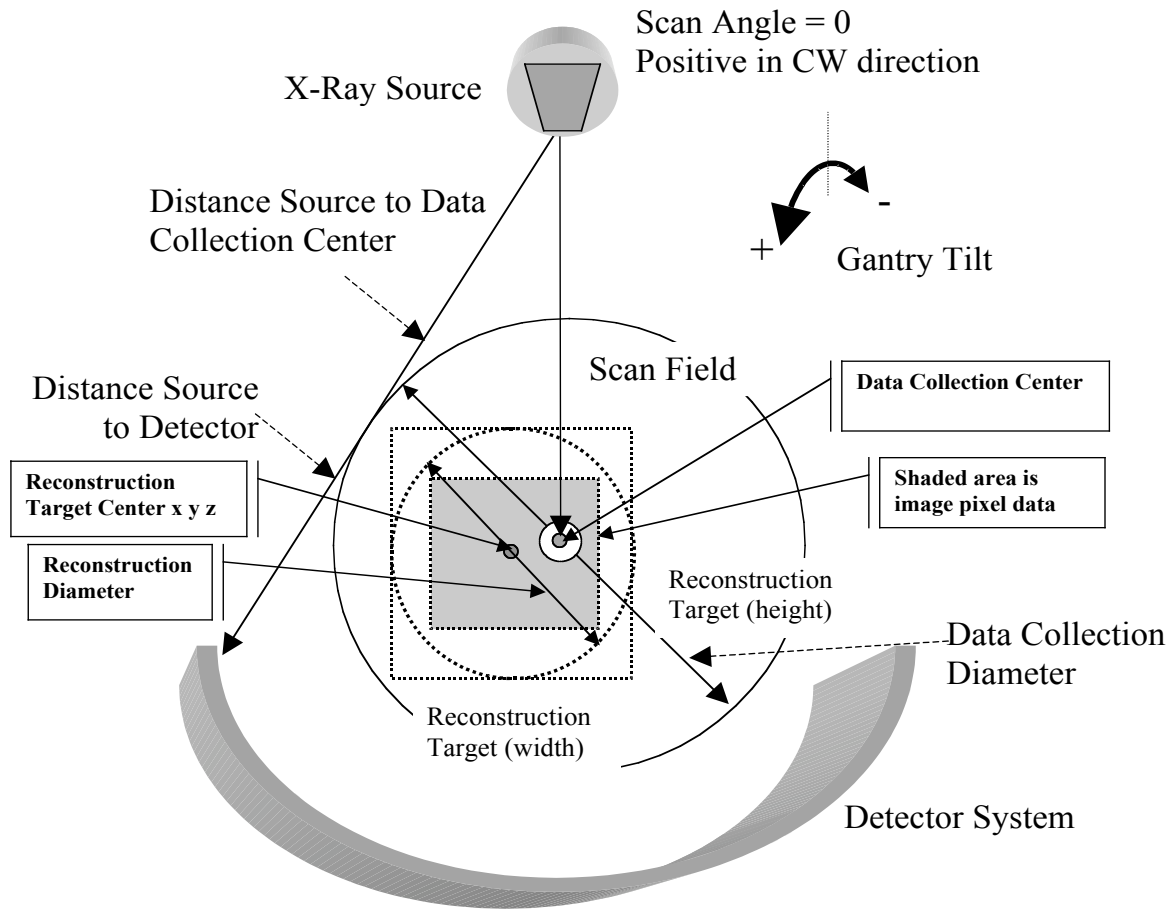 Scan Angle = 0
Positive in CW direction
X-Ray Source
Distance Source to Data
Collection Center
+
-
Gantry Tilt
Scan Field
Data Collection Center
Distance Source
to Detector
Reconstruction
Target Center x y z
Shaded area is
image pixel data
Reconstruction
Diameter
Reconstruction
Target (height)
Data Collection
Diameter
Reconstruction
Target (width)
Detector System